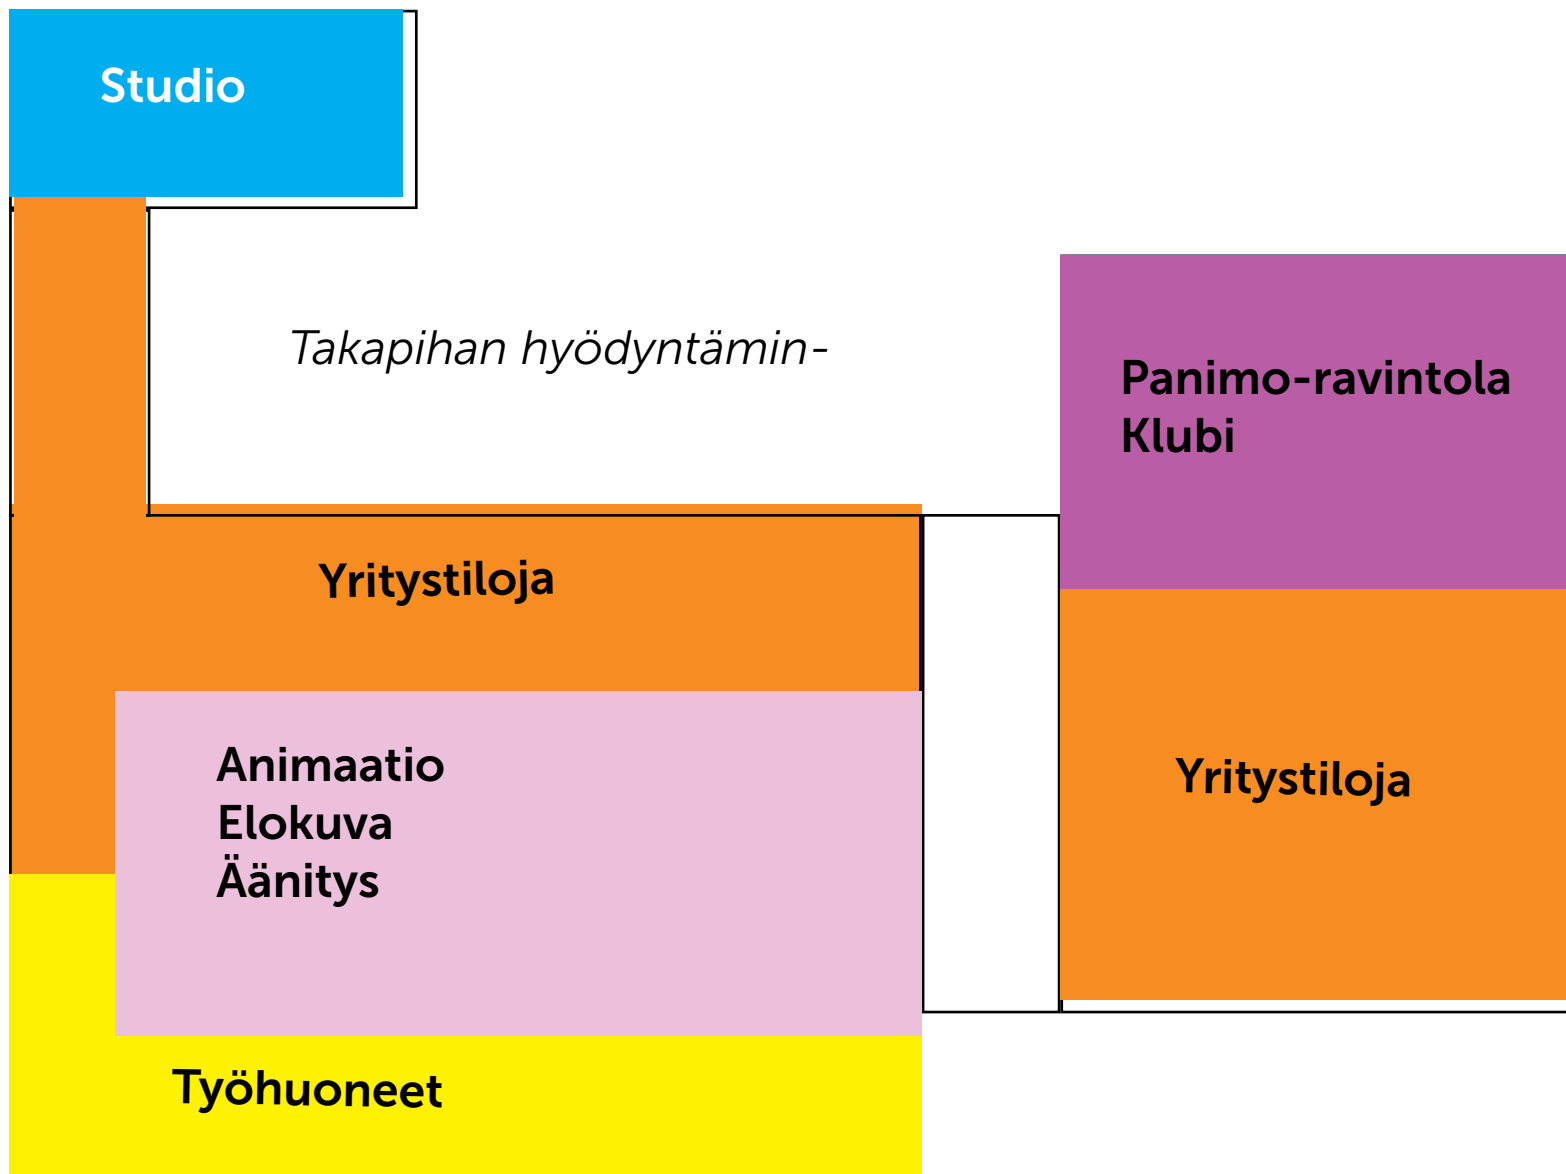 Studio
Takapihan hyödyntämin-
Panimo-ravintola
Klubi
Yritystiloja
Animaatio
Elokuva
Äänitys
Yritystiloja
Työhuoneet